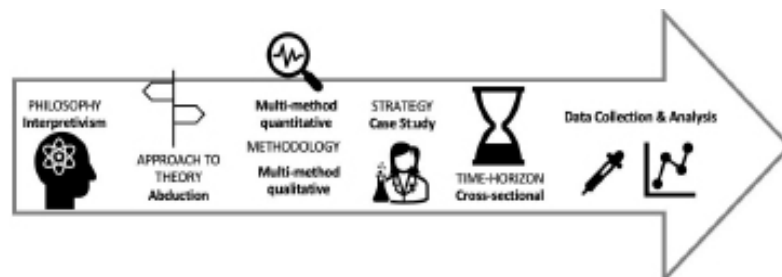 PHILOSOPHY
Interpretivism
APPROACH TO
THEORY
Abduction
Multi-method
quantitative
METHODOLOGY
Multi-method
qualitative
STRATEGY
Case Study
TIME-HORIZON
Cross-sectional
Data Collection & Analysis